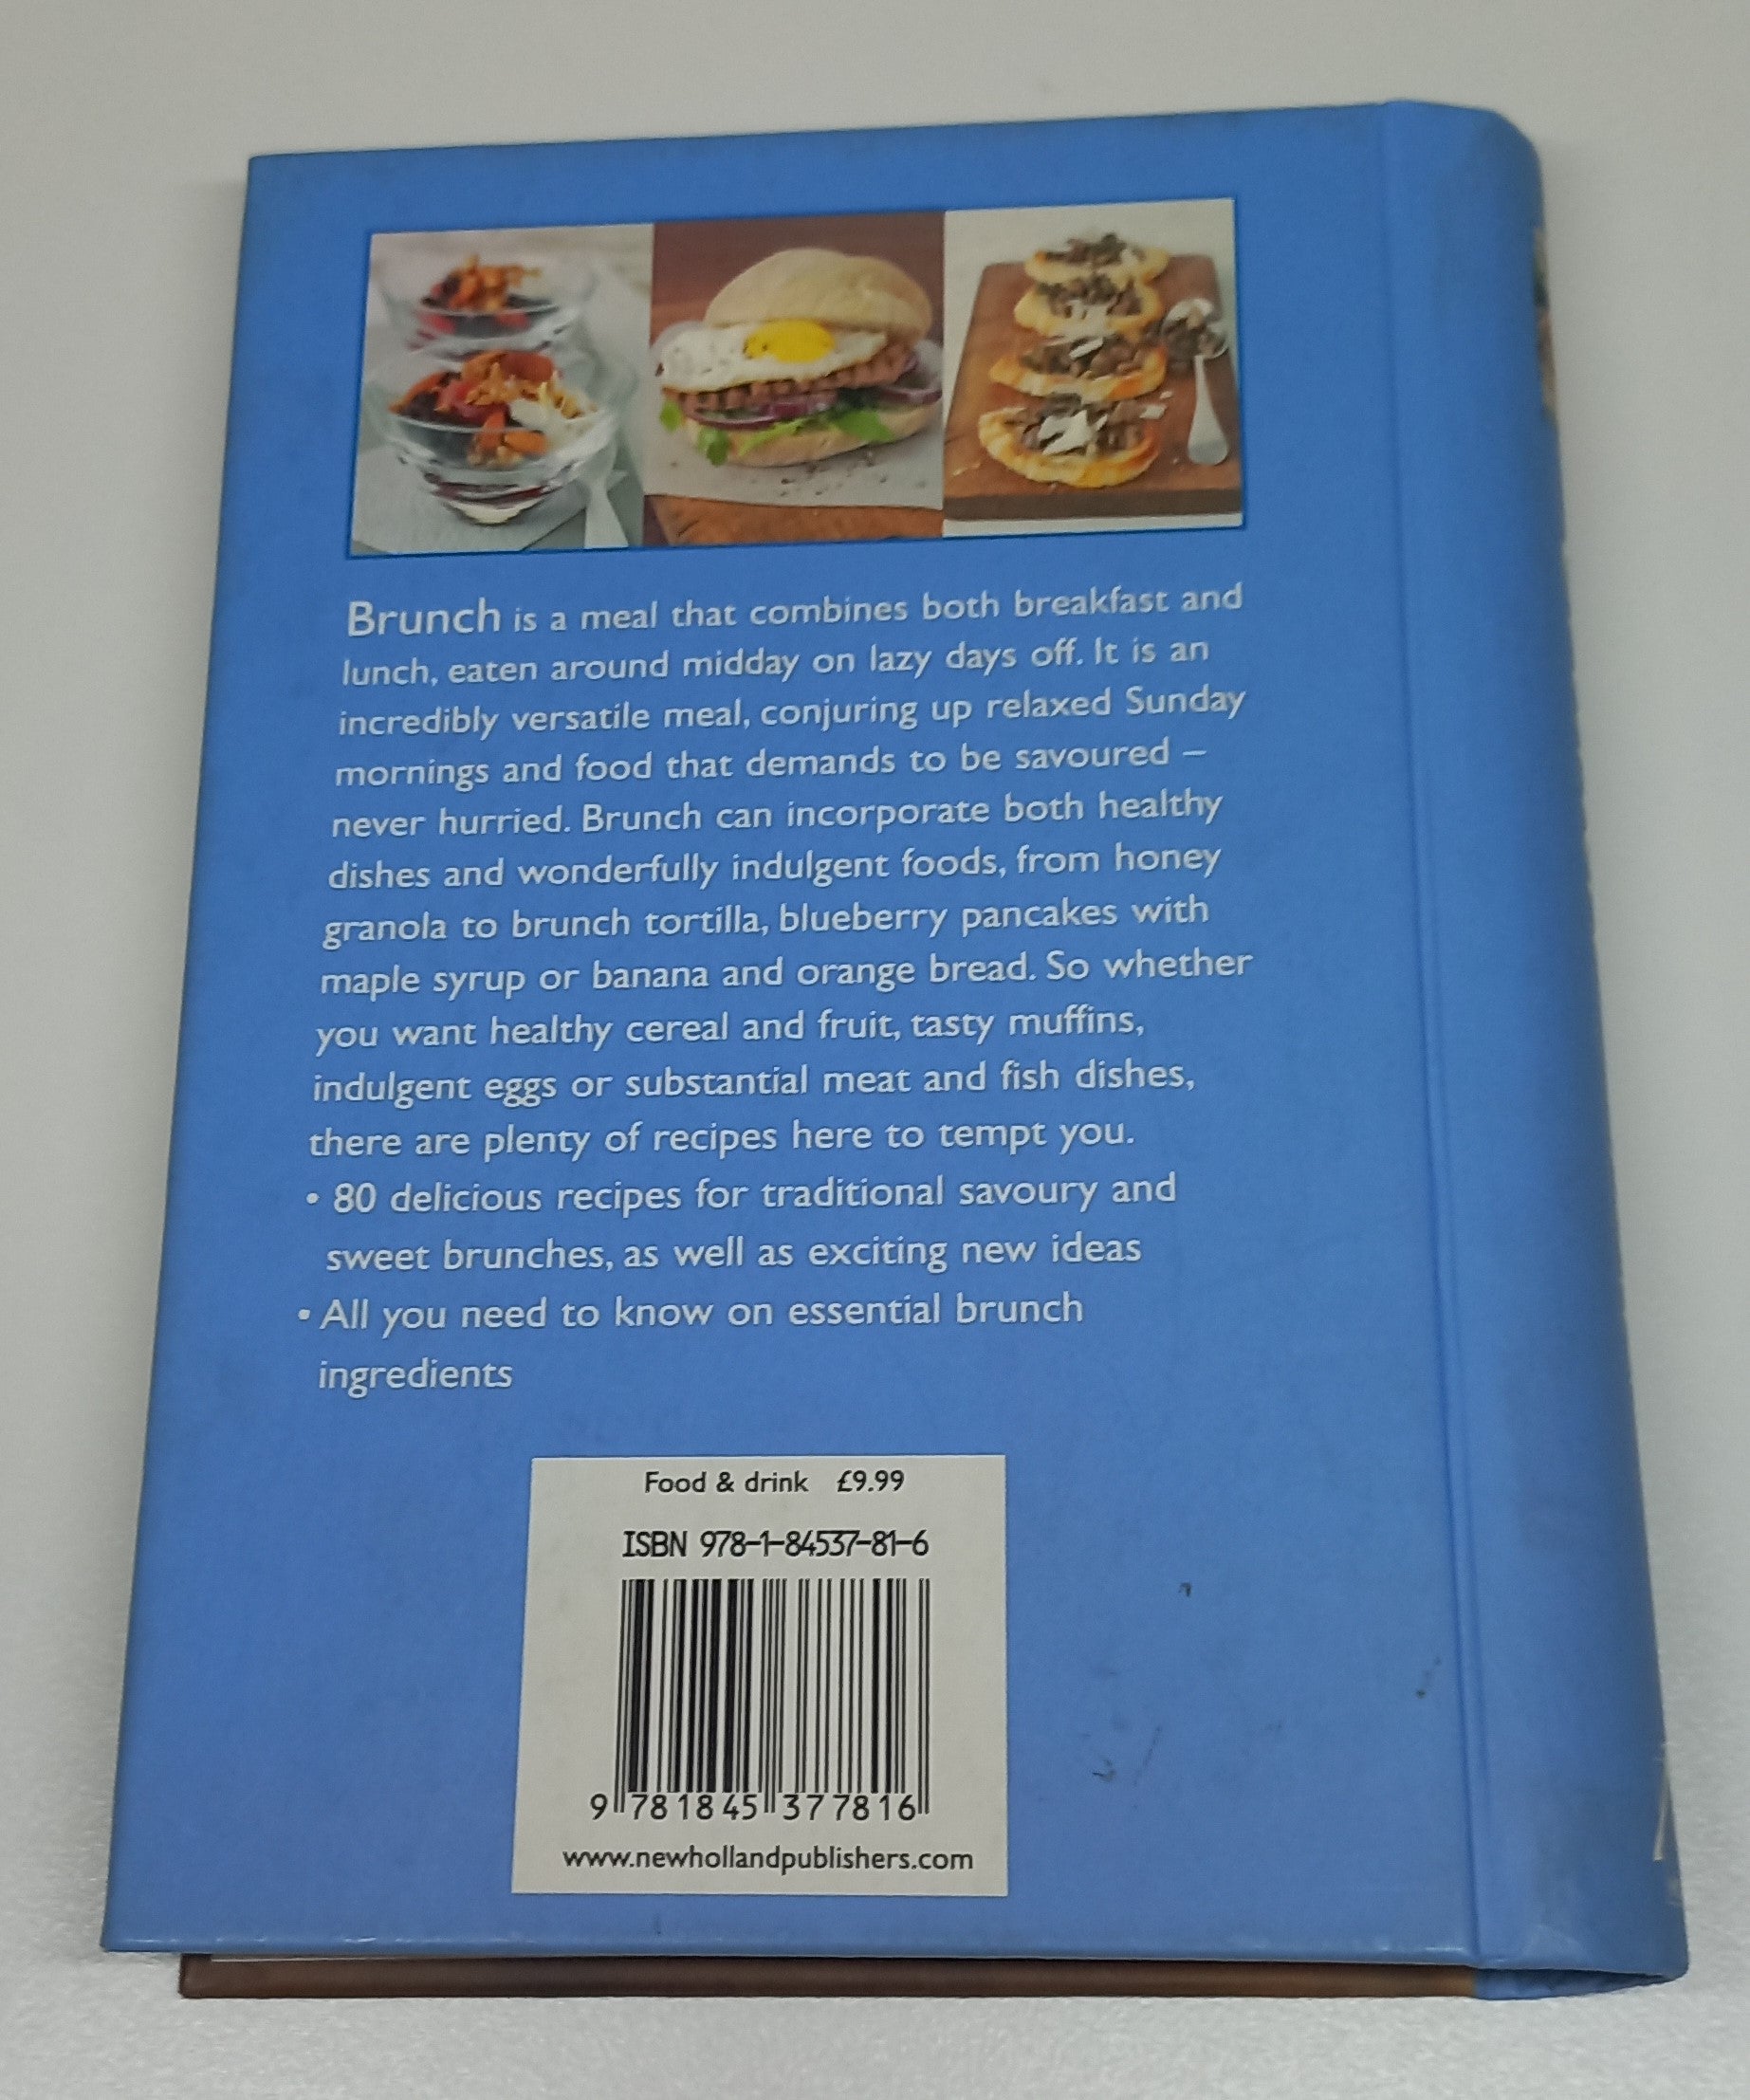 Brunch is a meal that combines both breakfast and
lunch, eaten around midday on lazy days off. It is an
incredibly versatile meal, conjuring up relaxed Sunday
mornings and food that demands to be savoured –
never hurried. Brunch can incorporate both healthy
dishes and wonderfully indulgent foods, from honey
granola to brunch tortilla, blueberry pancakes with
maple syrup or banana and orange bread. So whether
you want healthy cereal and fruit, tasty muffins,
indulgent eggs or substantial meat and fish dishes,
there are plenty of recipes here to tempt you.
• 80 delicious recipes for traditional savoury and
sweet brunches, as well as exciting new ideas
• All you need to know on essential brunch
ingredients
Food & drink £9.99
ISBN 978-1-84537-81-6
9 781845 377816
www.newhollandpublishers.com